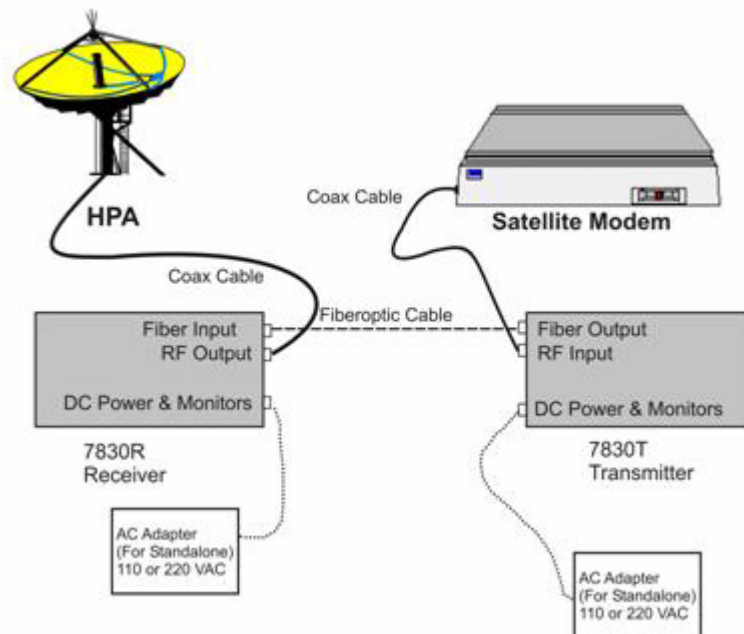 HPA
Coax Cable
Satellite Modem
Coax Cable
Fiberoptic Cable
Fiber Input
RF Output
DC Power & Monitors
Fiber Output
RF Input
DC Power & Monitors
7830R
Receiver
7830T
Transmitter
AC Adapter
(For Standalone)
110 or 220 VAC
AC Adapter
(For Standalone)
110 or 220 VAC